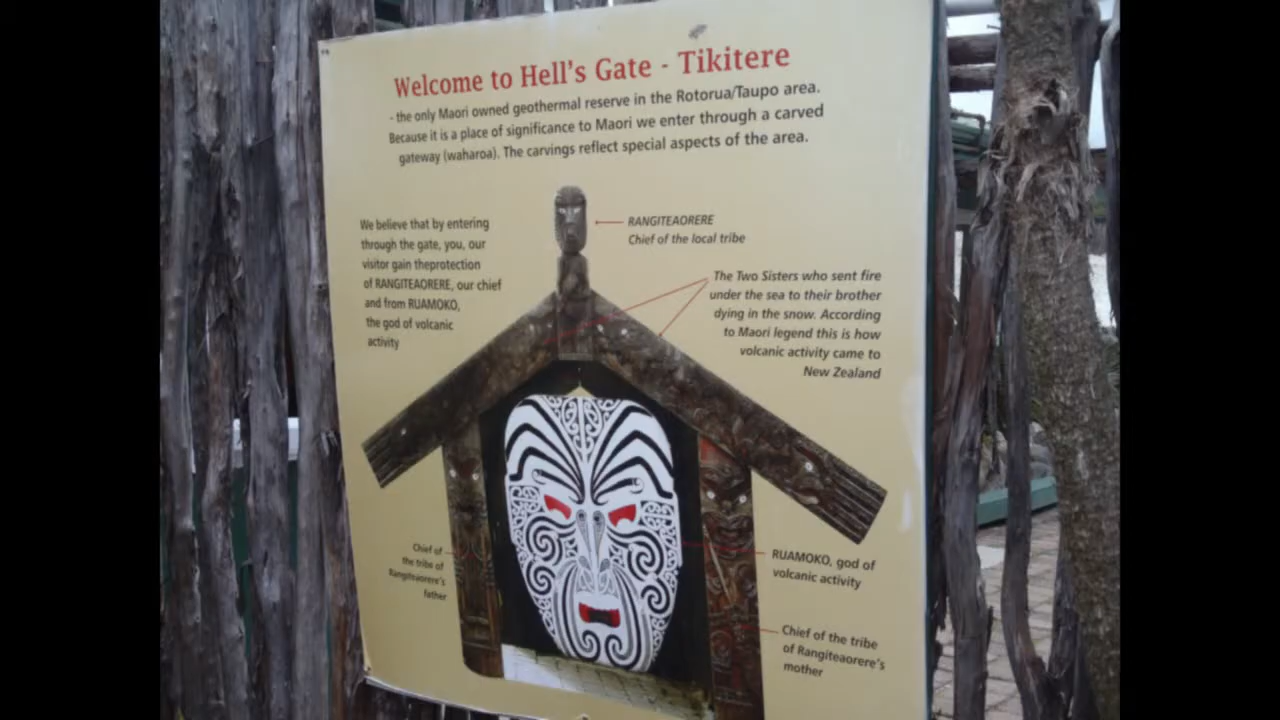 Welcome to Hell's Gate - Tikitere
- the only Maori owned geothermal reserve in the Rotorua/Taupo area.
Because it is a place of significance to Maori we enter through a carved
gateway (waharoa). The carvings reflect special aspects of the area.
We believe that by entering
through the gate, you, our
visitor gain theprotection
of RANGITEAORERE, our chief
and from RUAMOKO,
the god of volcanic
activity
RANGITEAORERE
Chief of the local tribe
The Two Sisters who sent fire
under the sea to their brother
dying in the snow. According
to Maori legend this is how
volcanic activity came to
New Zealand
Chief of
the tribe of
Rangiteaorere's
father
RUAMOKO, god of
volcanic activity
Chief of the tribe
of Rangiteaorere's
mother